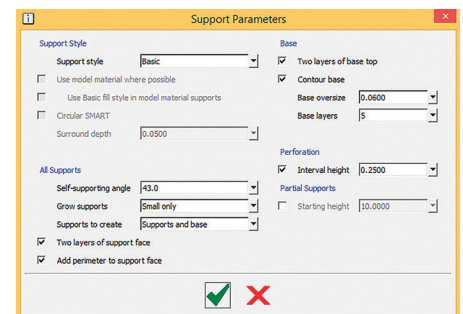 Support Parameters
Support Style
Support style Basic
Use model material where possible
Use Basic fill style in model material supports
Circular SMART
Surround depth 0.0500
All Supports
Self-supporting angle 43.0
Grow supports Small only
Supports to create Supports and base
Two layers of support face
Add perimeter to support face
Base
Two layers of base top
Contour base
Base oversize 0.0600
Base layers 5
Perforation
Interval height 0.2500
Partial Supports
Starting height 10.0000